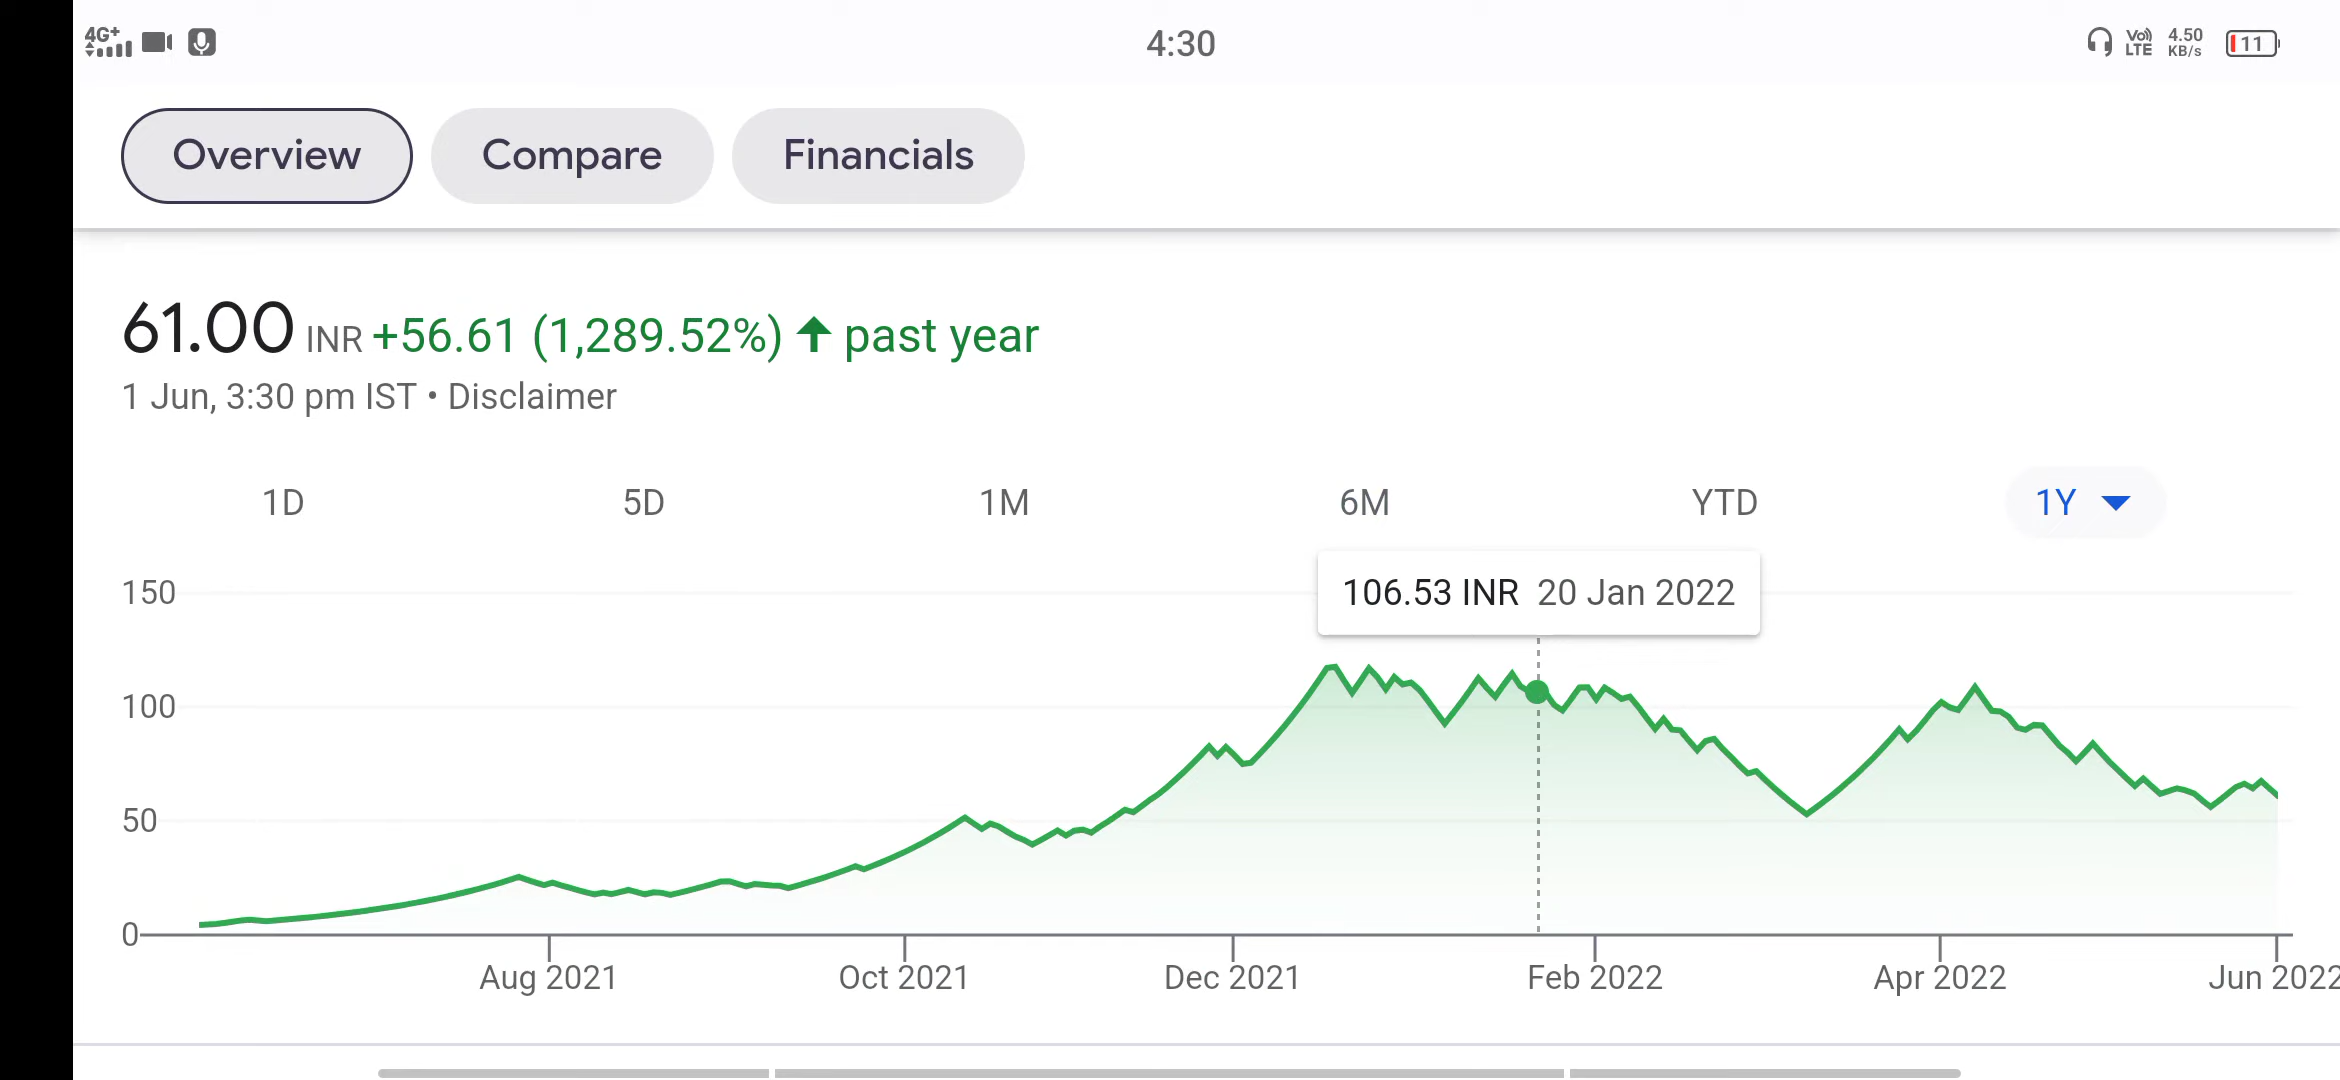 4G+ 4:30 Vo) LTE 4.50 KB/s 11
Overview Compare Financials
61.00 INR +56.61 (1,289.52%) ↑ past year
1 Jun, 3:30 pm IST • Disclaimer
1D 5D 1M 6M YTD 1Y
106.53 INR 20 Jan 2022
150
100
50
0
Aug 2021 Oct 2021 Dec 2021 Feb 2022 Apr 2022 Jun 2022